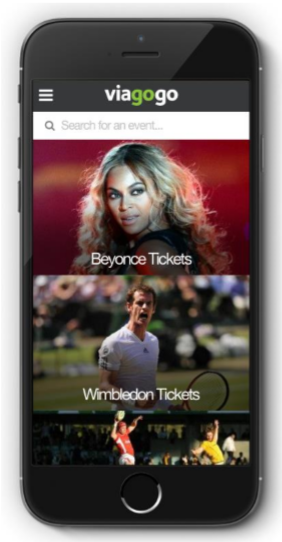 viagogo
Search for an event...
Beyonce Tickets
Wimbledon Tickets